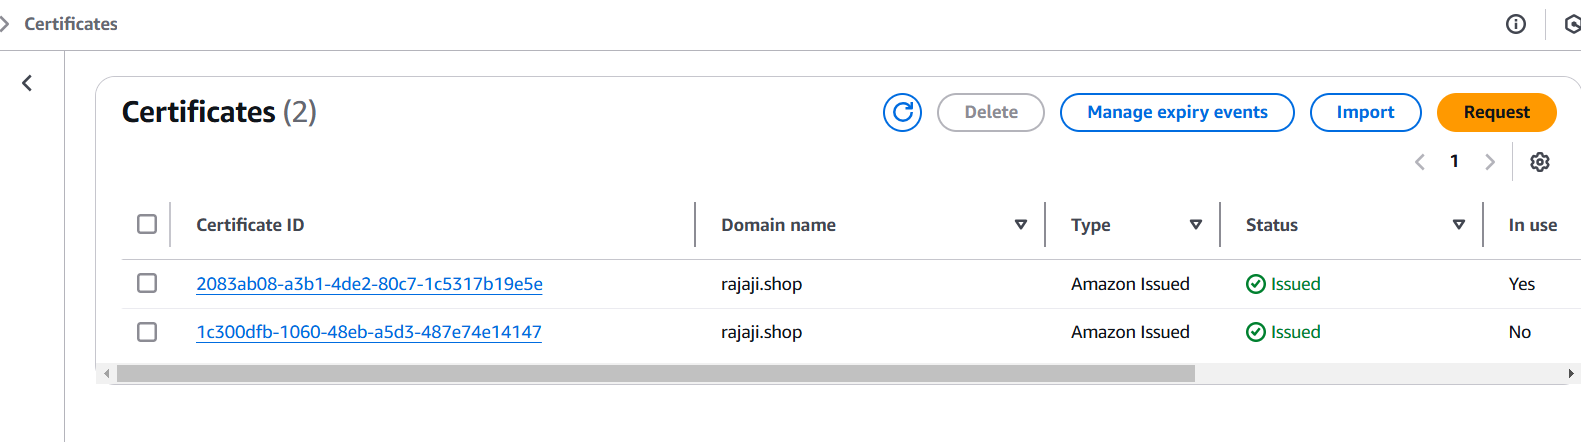 Certificates
Certificates (2)
Delete
Manage expiry events
Import
Request
1
Certificate ID
Domain name
Type
Status
In use
2083ab08-a3b1-4de2-80c7-1c5317b19e5e
rajaji.shop
Amazon Issued
Issued
Yes
1c300dfb-1060-48eb-a5d3-487e74e14147
rajaji.shop
Amazon Issued
Issued
No